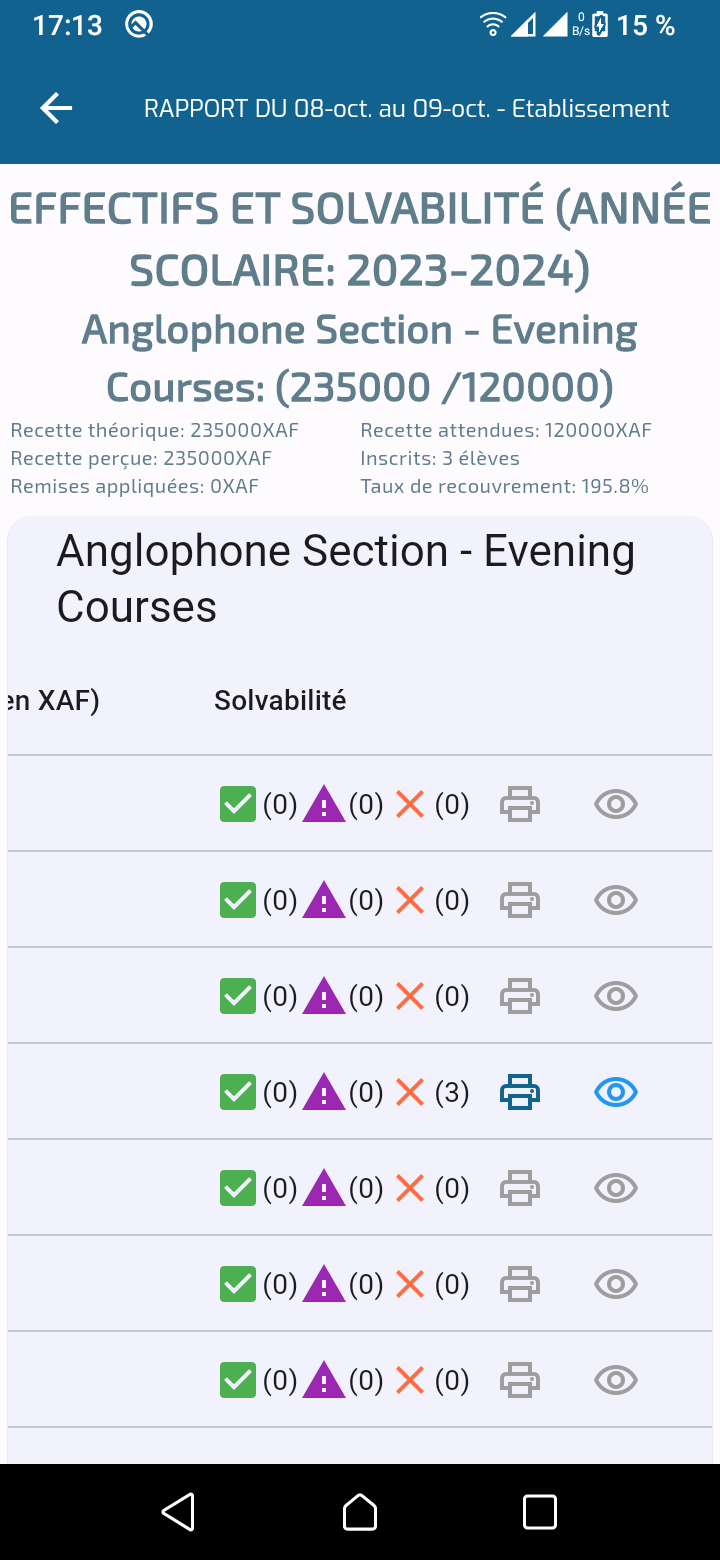 17:13 0 B/s 15 %
RAPPORT DU 08-oct. au 09-oct. - Etablissement
EFFECTIFS ET SOLVABILITÉ (ANNÉE
SCOLAIRE: 2023-2024)
Anglophone Section - Evening
Courses: (235000 /120000)
Recette théorique: 235000XAF Recette attendues: 120000XAF
Recette perçue: 235000XAF Inscrits: 3 élèves
Remises appliquées: 0XAF Taux de recouvrement: 195.8%
Anglophone Section - Evening
Courses
en XAF) Solvabilité
(0) (0) (0)
(0) (0) (0)
(0) (0) (0)
(0) (0) (3)
(0) (0) (0)
(0) (0) (0)
(0) (0) (0)